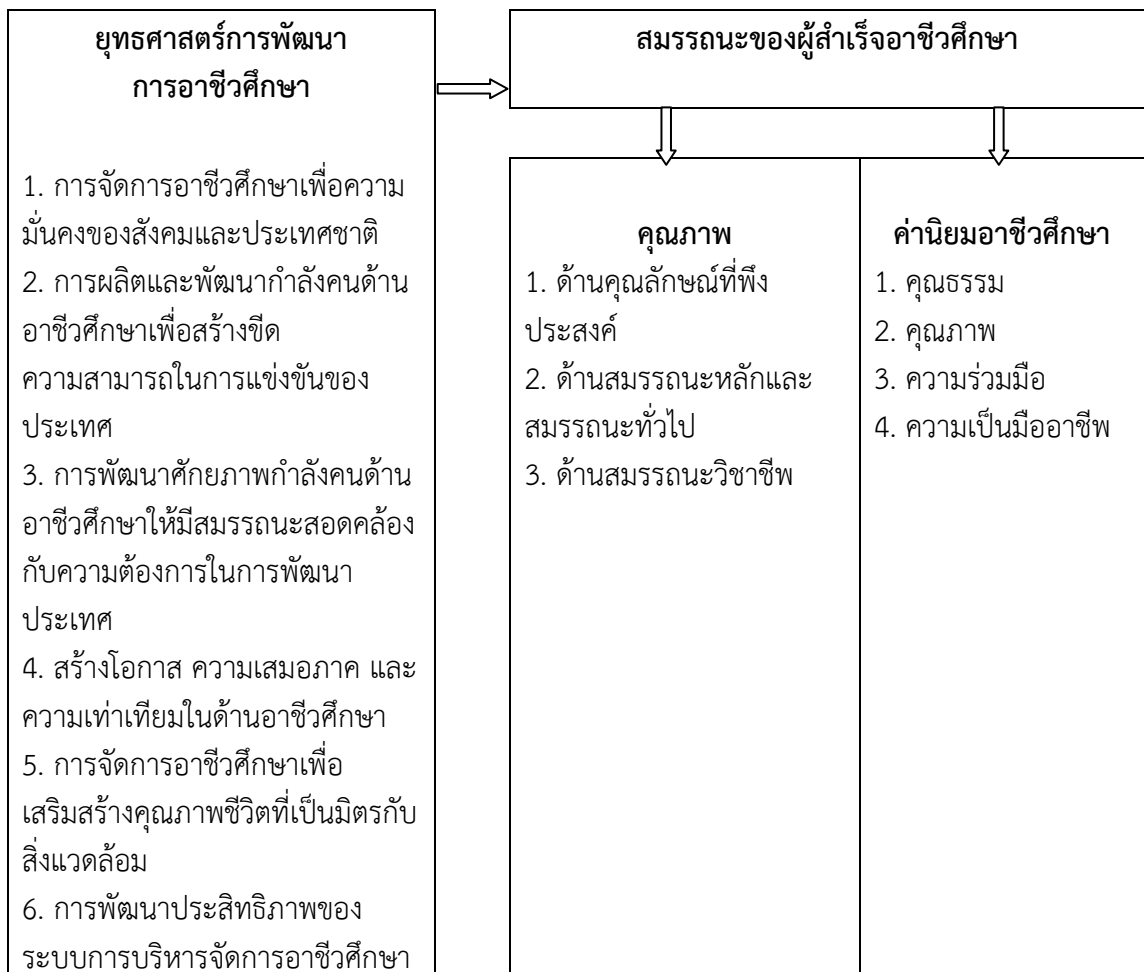 ยุทธศาสตร์การพัฒนา
การอาชีวศึกษา
1. การจัดการอาชีวศึกษาเพื่อความ
มั่นคงของสังคมและประเทศชาติ
2. การผลิตและพัฒนากำลังคนด้าน
อาชีวศึกษาเพื่อสร้างขีด
ความสามารถในการแข่งขันของ
ประเทศ
3. การพัฒนาศักยภาพกำลังคนด้าน
อาชีวศึกษาให้มีสมรรถนะสอดคล้อง
กับความต้องการในการพัฒนา
ประเทศ
4. สร้างโอกาส ความเสมอภาค และ
ความเท่าเทียมในด้านอาชีวศึกษา
5. การจัดการอาชีวศึกษาเพื่อ
เสริมสร้างคุณภาพชีวิตที่เป็นมิตรกับ
สิ่งแวดล้อม
6. การพัฒนาประสิทธิภาพของ
ระบบการบริหารจัดการอาชีวศึกษา
สมรรถนะของผู้สำเร็จอาชีวศึกษา
คุณภาพ
1. ด้านคุณลักษณ์ที่พึง
ประสงค์
2. ด้านสมรรถนะหลักและ
สมรรถนะทั่วไป
3. ด้านสมรรถนะวิชาชีพ
ค่านิยมอาชีวศึกษา
1. คุณธรรม
2. คุณภาพ
3. ความร่วมมือ
4. ความเป็นมืออาชีพ